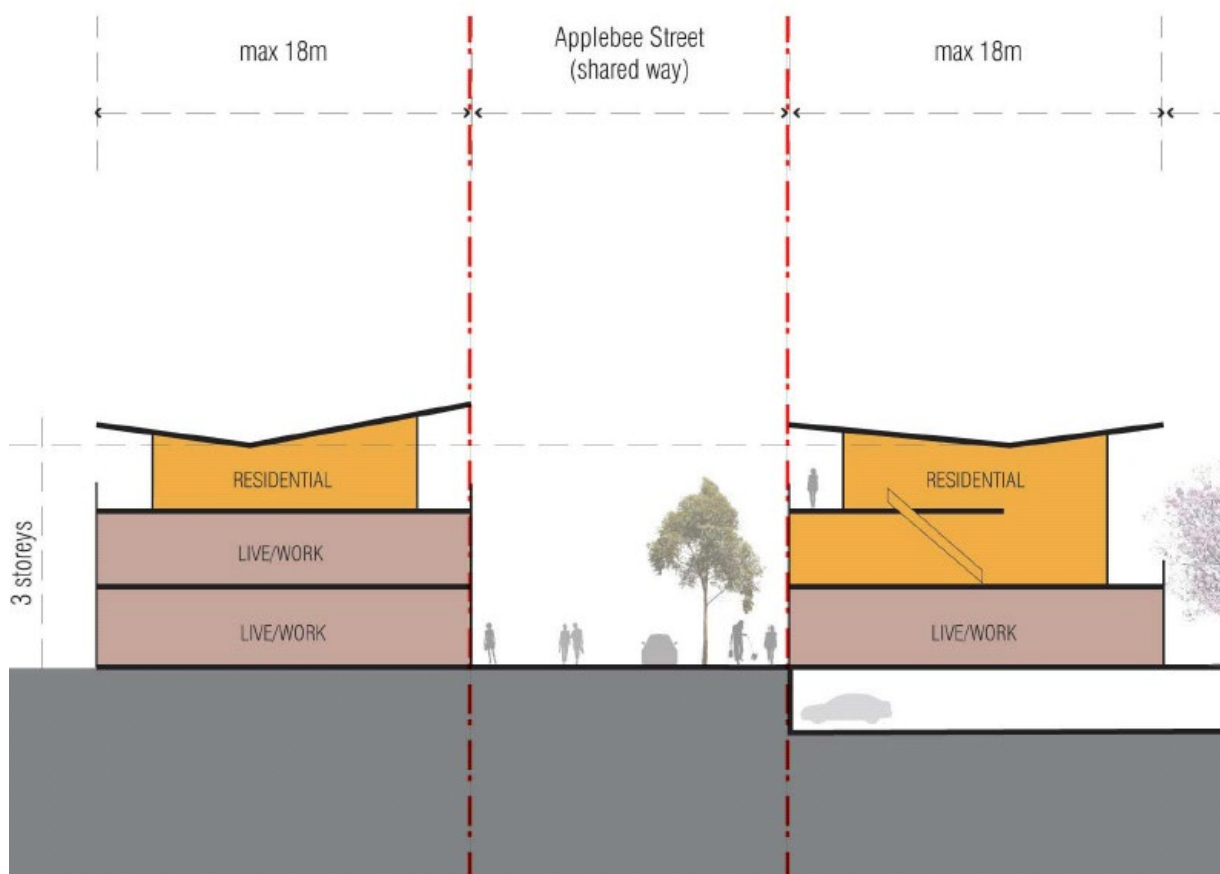 max 18m
Applebee Street
(shared way)
max 18m
RESIDENTIAL
RESIDENTIAL
LIVE/WORK
3 storeys
LIVE/WORK
LIVE/WORK